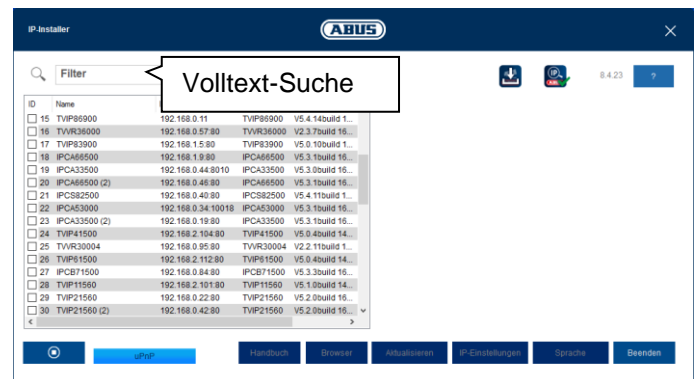 IP-Installer
ABUS
Filter
Volltext-Suche
8.4.23
?
ID Name
15 TVIP86900 192.168.0.11 TVIP86900 V5.4.14build 1...
16 TVVR36000 192.168.0.57:80 TVVR36000 V2.3.7build 16...
17 TVIP83900 192.168.1.5:80 TVIP83900 V5.0.10build 1...
18 IPCA66500 192.168.1.9:80 IPCA66500 V5.3.1build 16...
19 IPCA33500 192.168.0.44:8010 IPCA33500 V5.3.0build 16...
20 IPCA66500 (2) 192.168.0.46:80 IPCA66500 V5.3.1build 16...
21 IPCS82500 192.168.0.40:80 IPCS82500 V5.4.11build 1...
22 IPCA53000 192.168.0.34:10018 IPCA53000 V5.3.1build 16...
23 IPCA33500 (2) 192.168.0.19:80 IPCA33500 V5.3.1build 16...
24 TVIP41500 192.168.2.104:80 TVIP41500 V5.0.4build 14...
25 TVVR30004 192.168.0.95:80 TVVR30004 V2.2.11build 1...
26 TVIP61500 192.168.2.112:80 TVIP61500 V5.0.4build 14...
27 IPCB71500 192.168.0.84:80 IPCB71500 V5.3.3build 16...
28 TVIP11560 192.168.2.101:80 TVIP11560 V5.1.0build 14...
29 TVIP21560 192.168.0.22:80 TVIP21560 V5.2.0build 16...
30 TVIP21560 (2) 192.168.0.42:80 TVIP21560 V5.2.0build 16...
uPnP
Handbuch
Browser
Aktualisieren
IP-Einstellungen
Sprache
Beenden